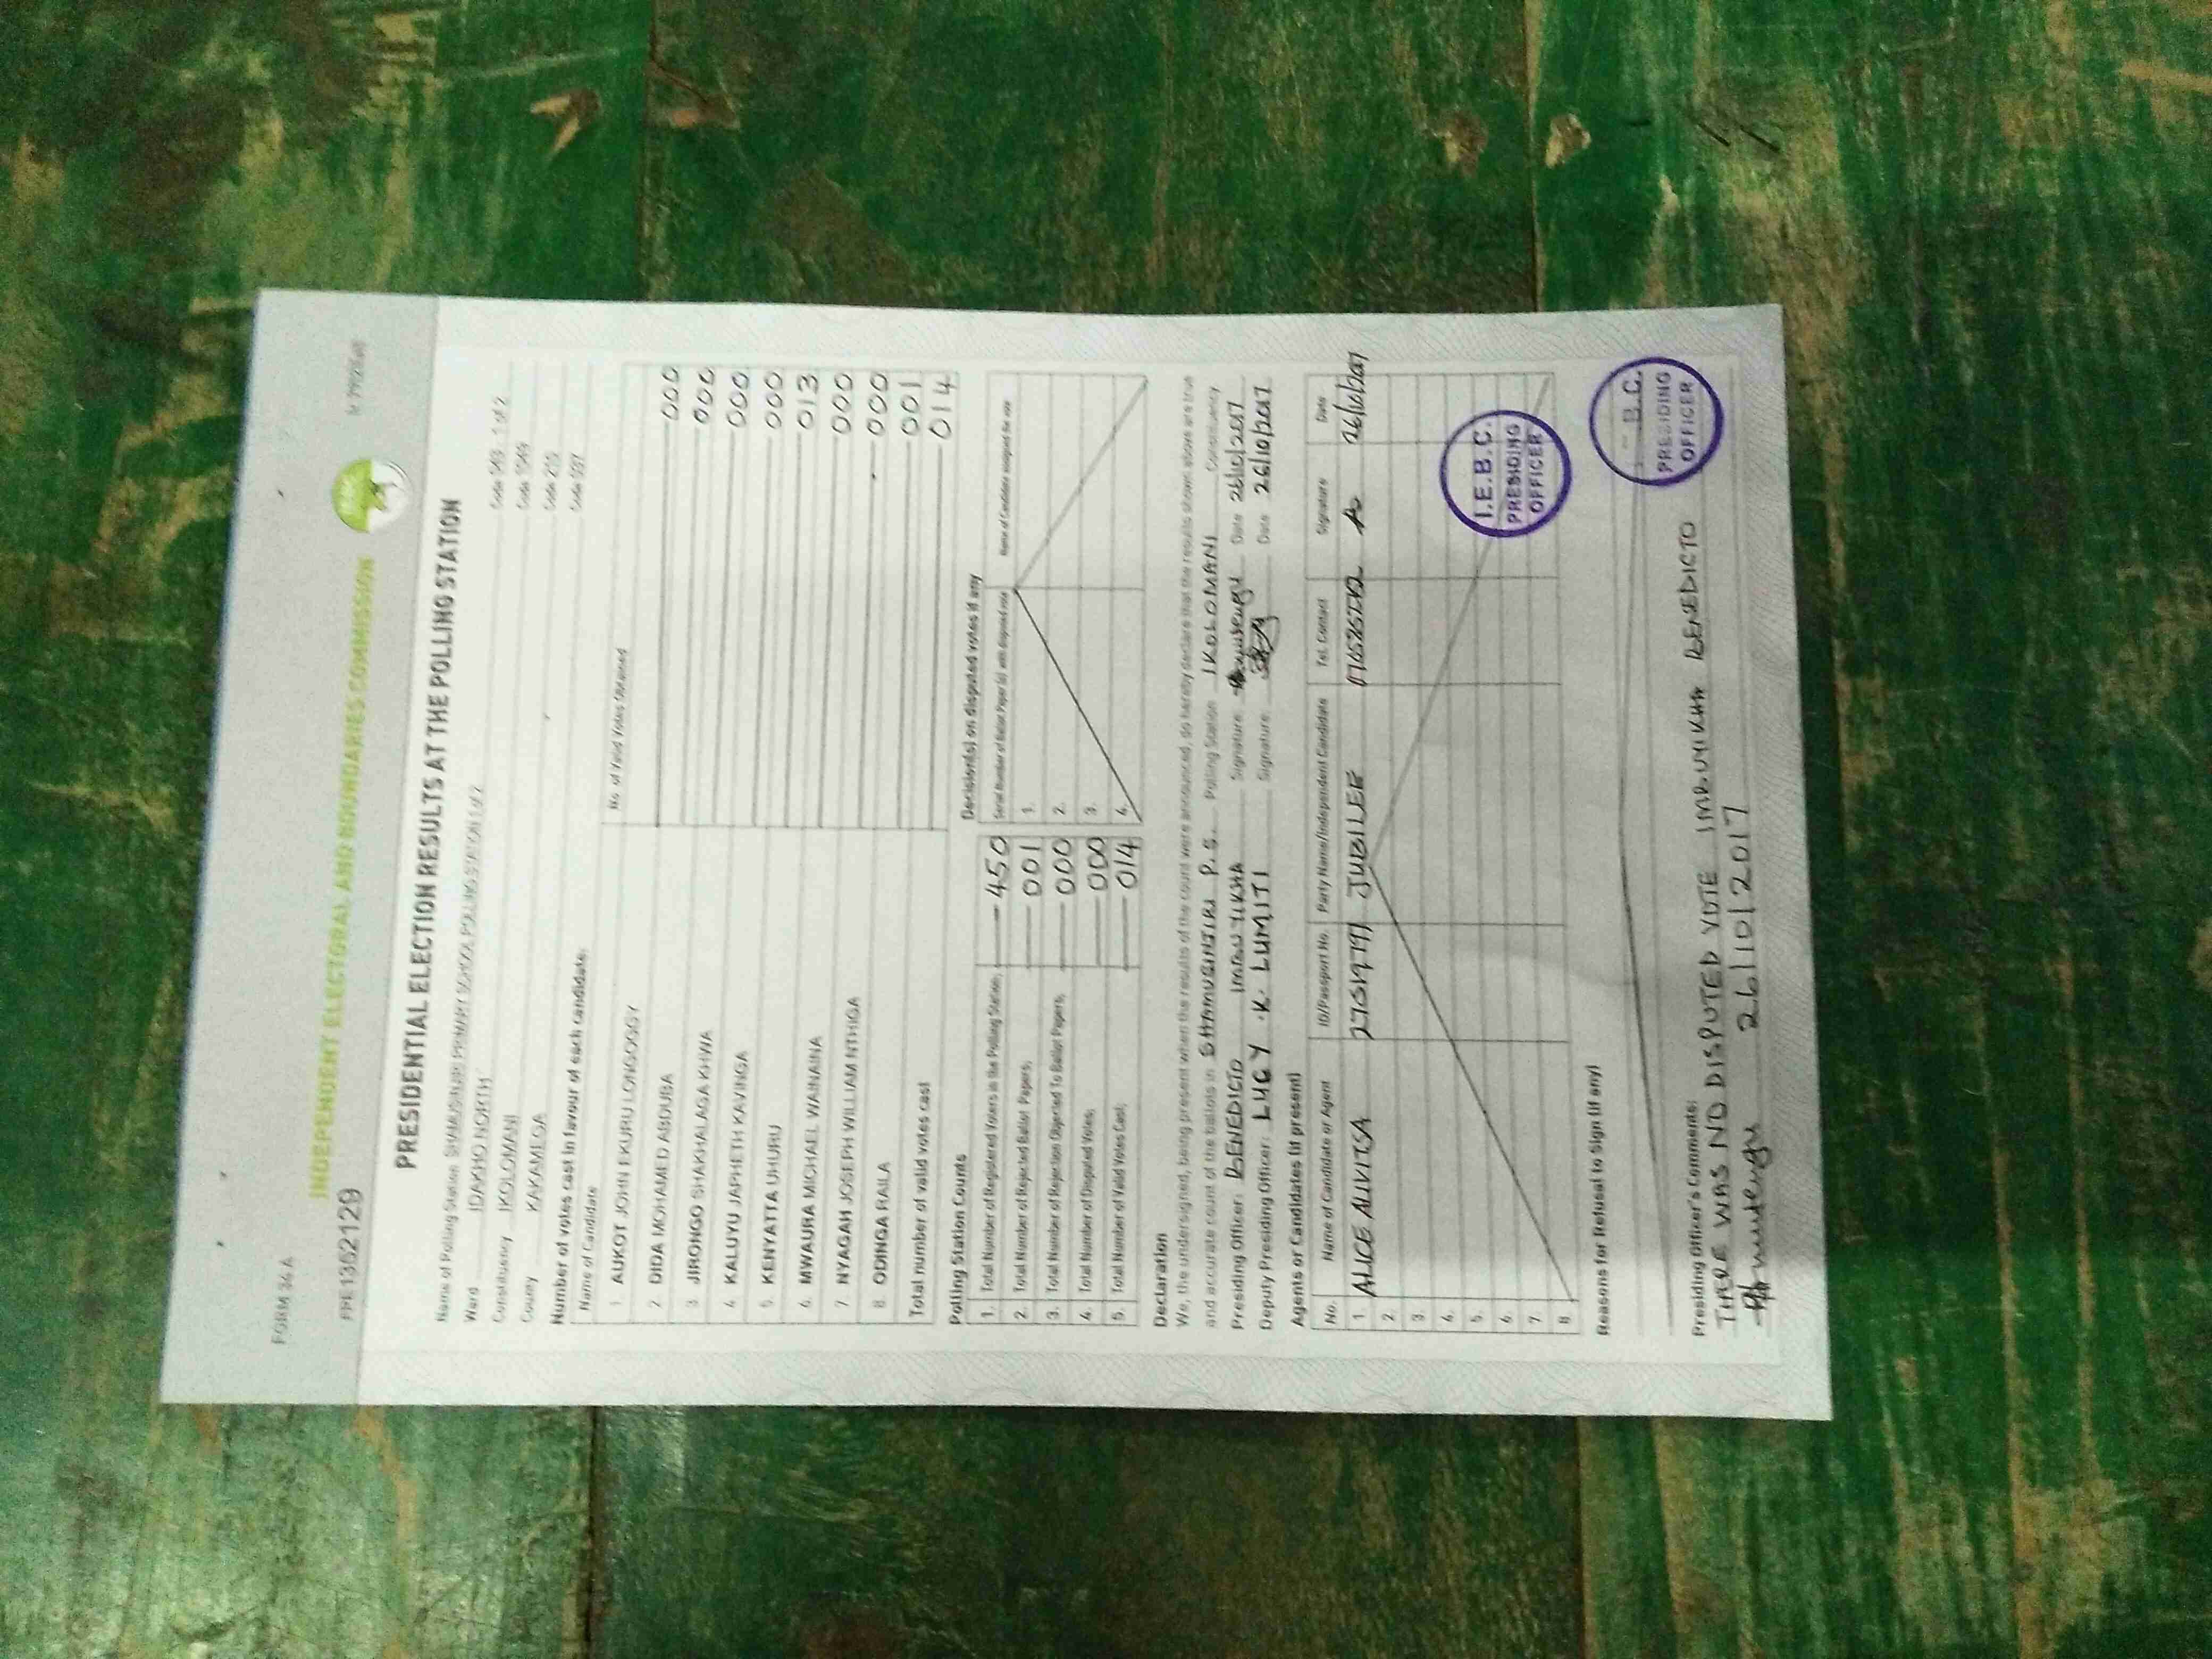 FORM 34 A
PRE1352129
INDEPENDENT ELECTORAL AND BOUNDARIES COMMISSION
PRESIDENTIAL ELECTION RESULTS AT THE POLLING STATION
Name of Polling Station SHAMUSINJIRI PRIMARY SCHOOL POLLING STATION 1 of 2 Code 1 of 2
Ward IDAKHO NORTH Code
Constituency IKOLOMANI Code 215
County KAKAMEGA Code 037
Number of votes cast in favour of each candidate:
Name of Candidate No. of Valid Votes Obtained
1. AUKOT JOHN EKURU LONGOGGY 000
2. DIDA MOHAMED ABDUBA 000
3. JIRONGO SHAKHALAGA KHWA 000
4. KALUYU JAPHETH KAVINGA 000
5. KENYATTA UHURU 013
6. MWAURA MICHAEL WAINAINA 000
7. NYAGAH JOSEPH WILLIAM NTHIGA 000
8. ODINGA RAILA 001
Total number of valid votes cast 014
Polling Station Counts
1. Total Number of Registered Voters in the Polling Station; 450
2. Total Number of Rejected Ballot Papers; 001
3. Total Number of Rejection Objected To Ballot Papers; 000
4. Total Number of Disputed Votes; 000
5. Total Number of Valid Votes Cast; 014
Decision(s) on disputed votes if any
Serial Number of Ballot Paper (s) with disputed vote Name of Candidate assigned the vote
1.
2.
3.
4.
Declaration
We, the undersigned, being present when the results of the count were announced, do hereby declare that the results shown above are true
and accurate count of the ballots in SHAMUSINJIRI P.S. Polling Station IKOLOMANI Constituency
Presiding Officer: BENEDICTO IMBUYIKHA Signature Date 26/10/2017
Deputy Presiding Officer: LUCY .K. LUMITI Signature Date 26/10/2017
Agents or Candidates (if present)
No. Name of Candidate or Agent ID/Passport No. Party Name/Independent Candidate Tel. Contact Signature Date
1. ALICE ALIVITSA JUBILEE 26/10/2017
2.
3.
4.
5.
6.
7.
8.
I.E.B.C.
PRESIDING
OFFICER
Reasons for Refusal to Sign (if any)
B.C.
PRESIDING
OFFICER
Presiding Officer's Comments:
THERE WAS NO DISPUTED VOTE IMBUYIKHA BENEDICTO
26/10/2017